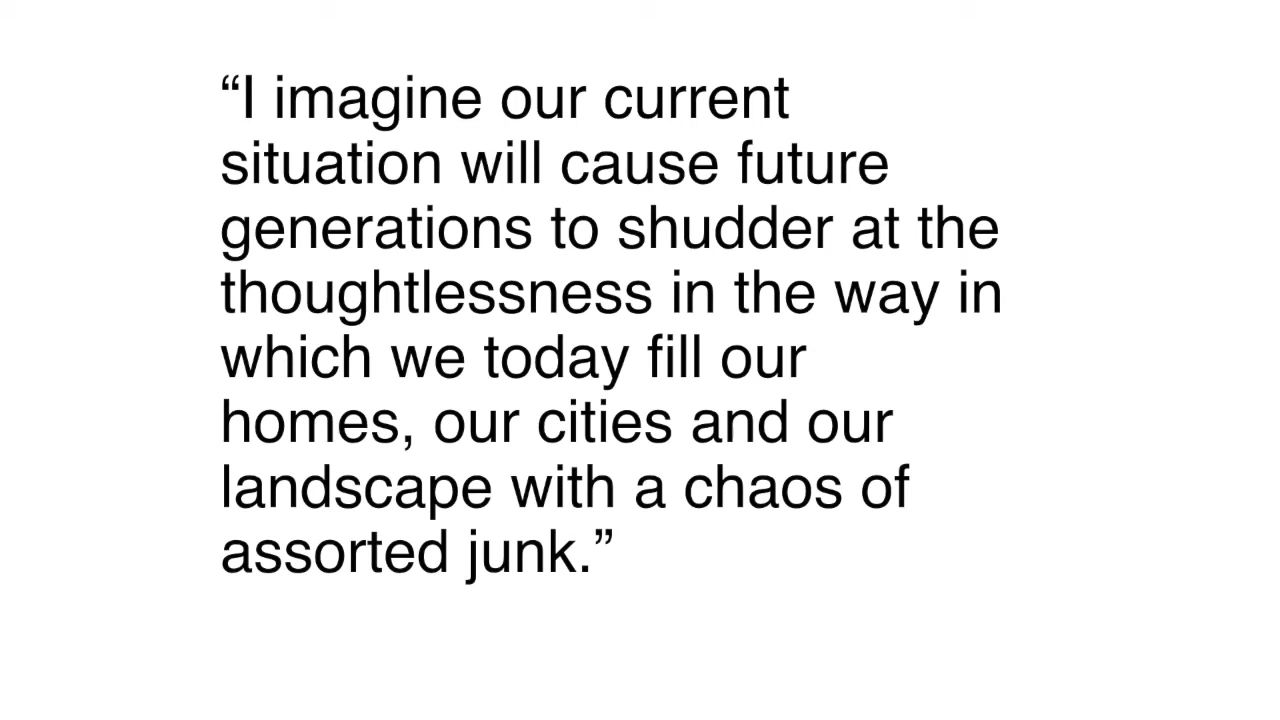 “I imagine our current
situation will cause future
generations to shudder at the
thoughtlessness in the way in
which we today fill our
homes, our cities and our
landscape with a chaos of
assorted junk.”